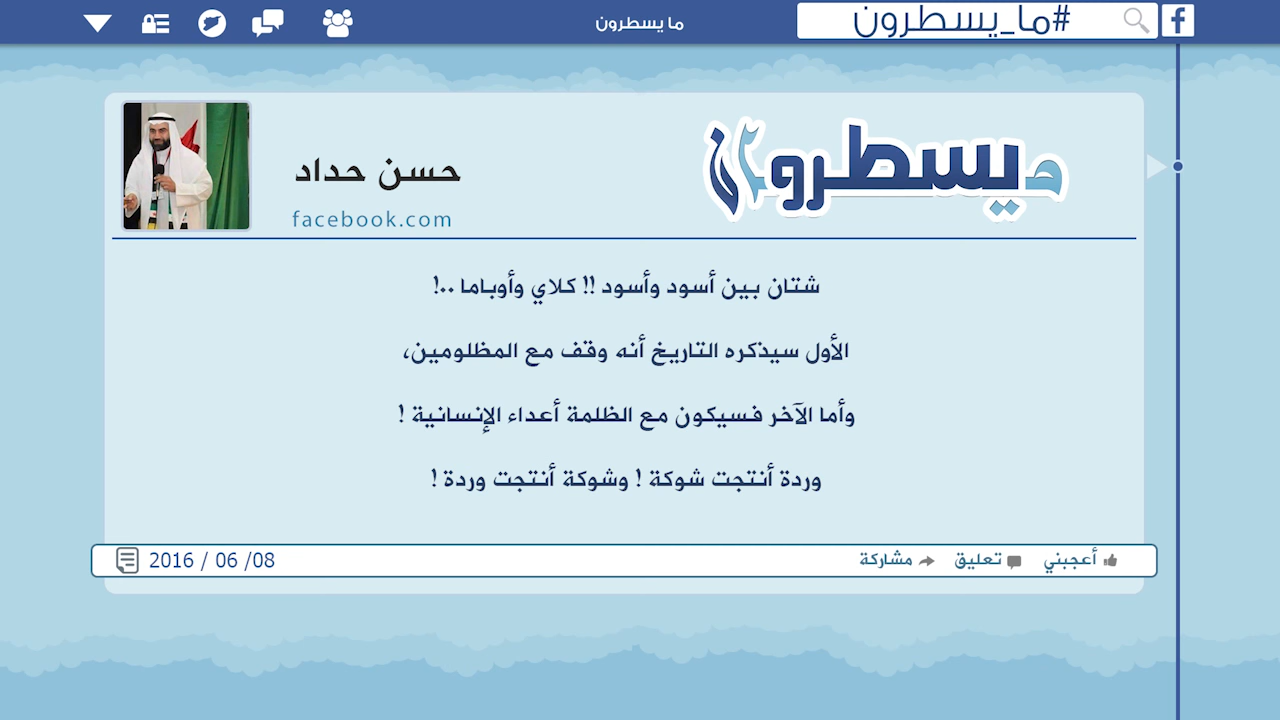 ما يسطرون
#ما_يسطرون
f
ما يسطرون٢
حسن حداد
facebook.com
شتان بين أسود وأسود !! كلاي وأوباما ..!
الأول سيذكره التاريخ أنه وقف مع المظلومين،
وأما الآخر فسيكون مع الظلمة أعداء الإنسانية !
وردة أنتجت شوكة ! وشوكة أنتجت وردة !
أعجبني تعليق مشاركة
2016 / 06 /08